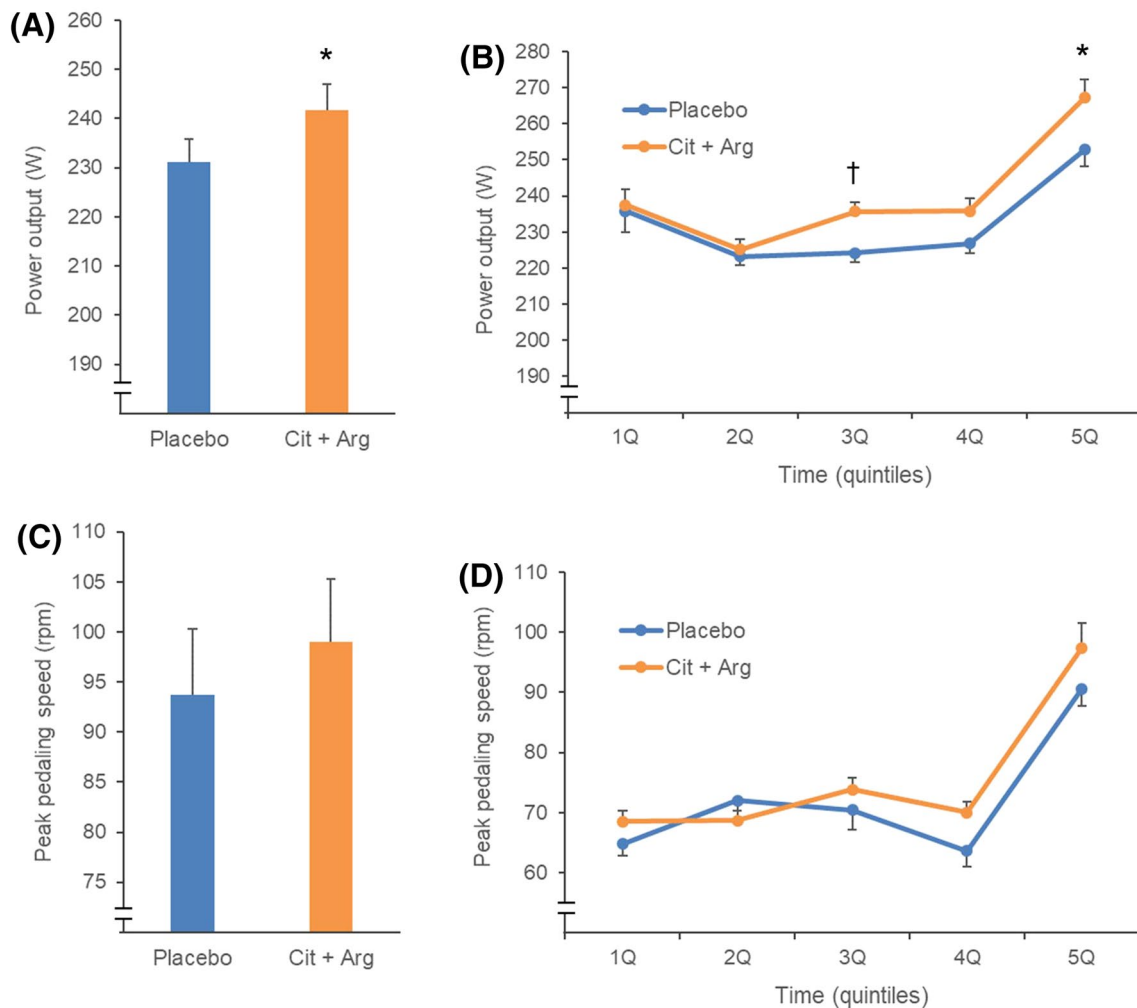 (A)
Power output (W)
260
250
240
230
220
210
200
190
*
Placebo
Cit + Arg
(B)
Power output (W)
280
270
260
250
240
230
220
210
200
190
Placebo
Cit + Arg
†
*
1Q
2Q
3Q
4Q
5Q
Time (quintiles)
(C)
Peak pedaling speed (rpm)
110
105
100
95
90
85
80
75
Placebo
Cit + Arg
(D)
Peak pedaling speed (rpm)
110
100
90
80
70
60
Placebo
Cit + Arg
1Q
2Q
3Q
4Q
5Q
Time (quintiles)